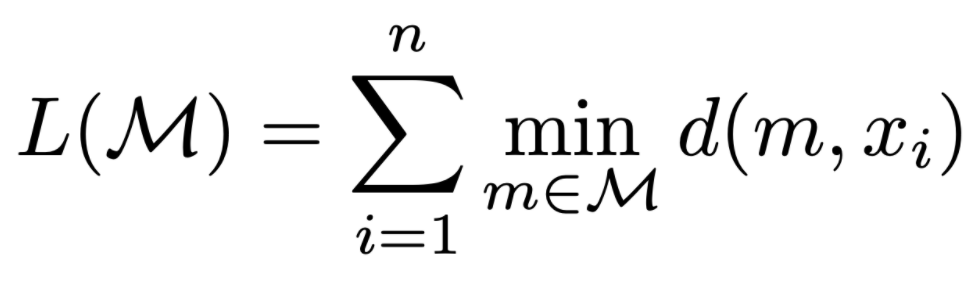 L(ℳ) = ∑_{i=1}^{n} min_{m∈ℳ} d(m, x_i)